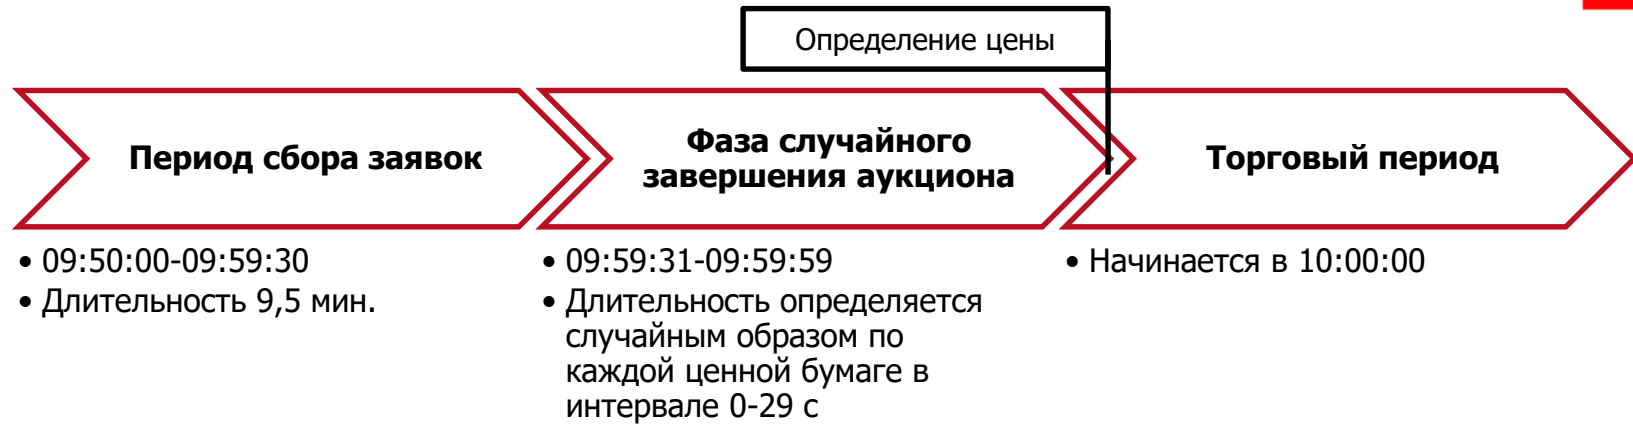 Определение цены
Период сбора заявок
Фаза случайного
завершения аукциона
Торговый период
• 09:50:00-09:59:30
• Длительность 9,5 мин.
• 09:59:31-09:59:59
• Длительность определяется
случайным образом по
каждой ценной бумаге в
интервале 0-29 с
• Начинается в 10:00:00